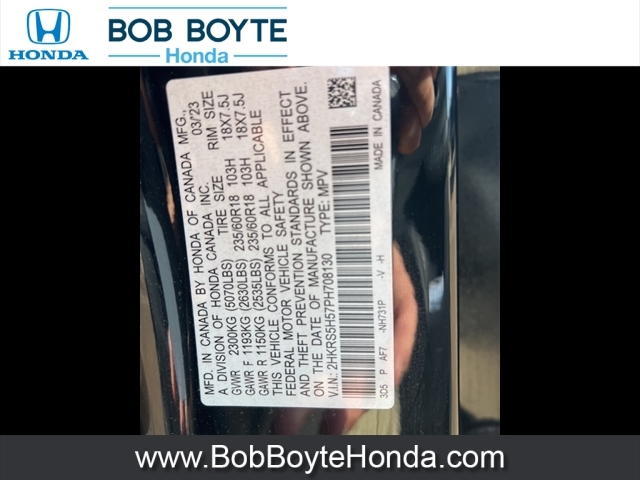 HONDA
BOB BOYTE
Honda
MFD. IN CANADA BY HONDA OF CANADA MFG.,
A DIVISION OF HONDA CANADA INC. 03/23
TIRE SIZE RIM SIZE
GVWR 2300KG (5070LBS)
GAWR F 1193KG (2630LBS) 235/60R18 103H 18X7.5J
GAWR R 1150KG (2535LBS) 235/60R18 103H 18X7.5J
THIS VEHICLE CONFORMS TO ALL APPLICABLE
FEDERAL MOTOR VEHICLE SAFETY
AND THEFT PREVENTION STANDARDS IN EFFECT
ON THE DATE OF MANUFACTURE SHOWN ABOVE.
V.I.N.: 2HKRS5H57PH708130 TYPE: MPV
3D5 P AF7 -NH731P -V -H MADE IN CANADA
www.BobBoyteHonda.com